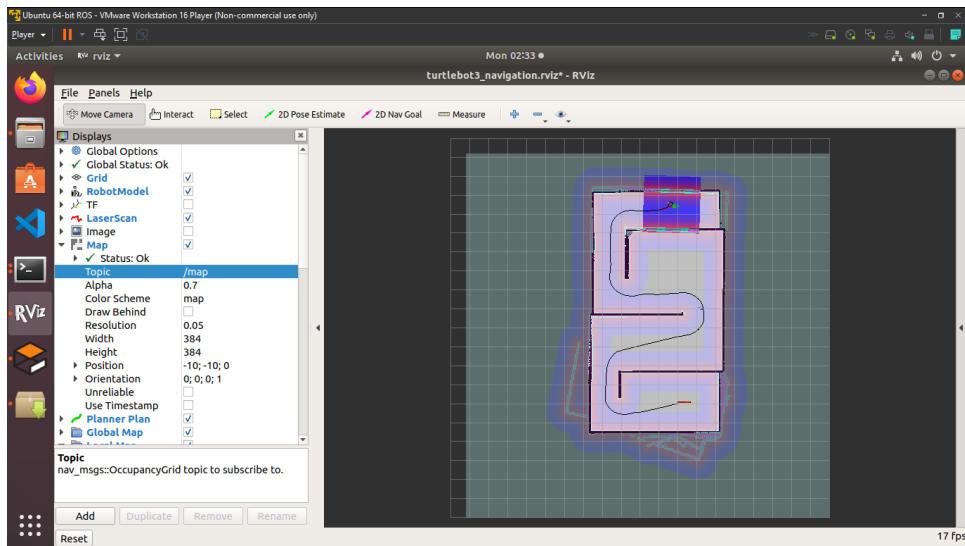 Ubuntu 64-bit ROS - VMware Workstation 16 Player (Non-commercial use only)
Player
Activities
rviz
Mon 02:33
turtlebot3_navigation.rviz* - RViz
File Panels Help
Move Camera Interact Select 2D Pose Estimate 2D Nav Goal Measure
Displays
Global Options
Global Status: Ok
Grid
RobotModel
TF
LaserScan
Image
Map
Status: Ok
Topic /map
Alpha 0.7
Color Scheme map
Draw Behind
Resolution 0.05
Width 384
Height 384
Position -10; -10; 0
Orientation 0; 0; 0; 1
Unreliable
Use Timestamp
Planner Plan
Global Map
Topic
nav_msgs::OccupancyGrid topic to subscribe to.
Add Duplicate Remove Rename
Reset
17 fps
RViz